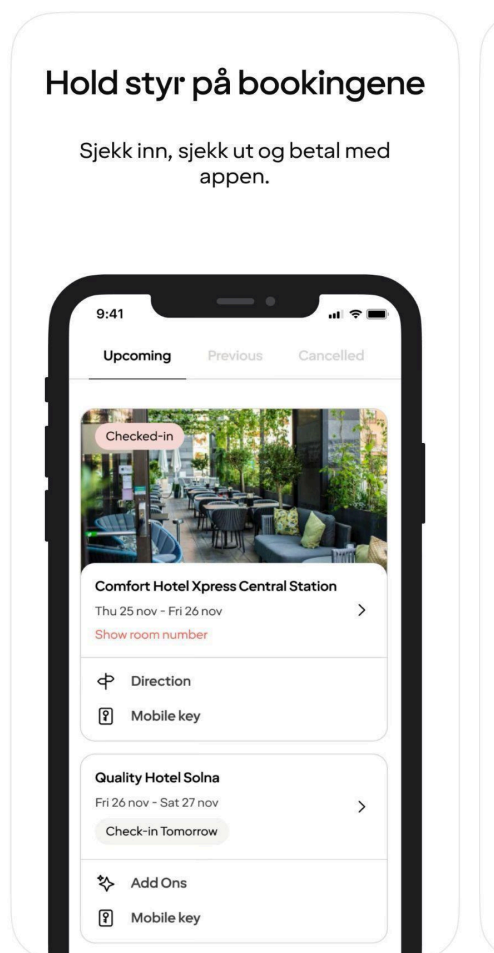 Hold styr på bookingene
Sjekk inn, sjekk ut og betal med
appen.
9:41
Upcoming Previous Cancelled
Checked-in
Comfort Hotel Xpress Central Station
Thu 25 nov - Fri 26 nov
Show room number
Direction
Mobile key
Quality Hotel Solna
Fri 26 nov - Sat 27 nov
Check-in Tomorrow
Add Ons
Mobile key